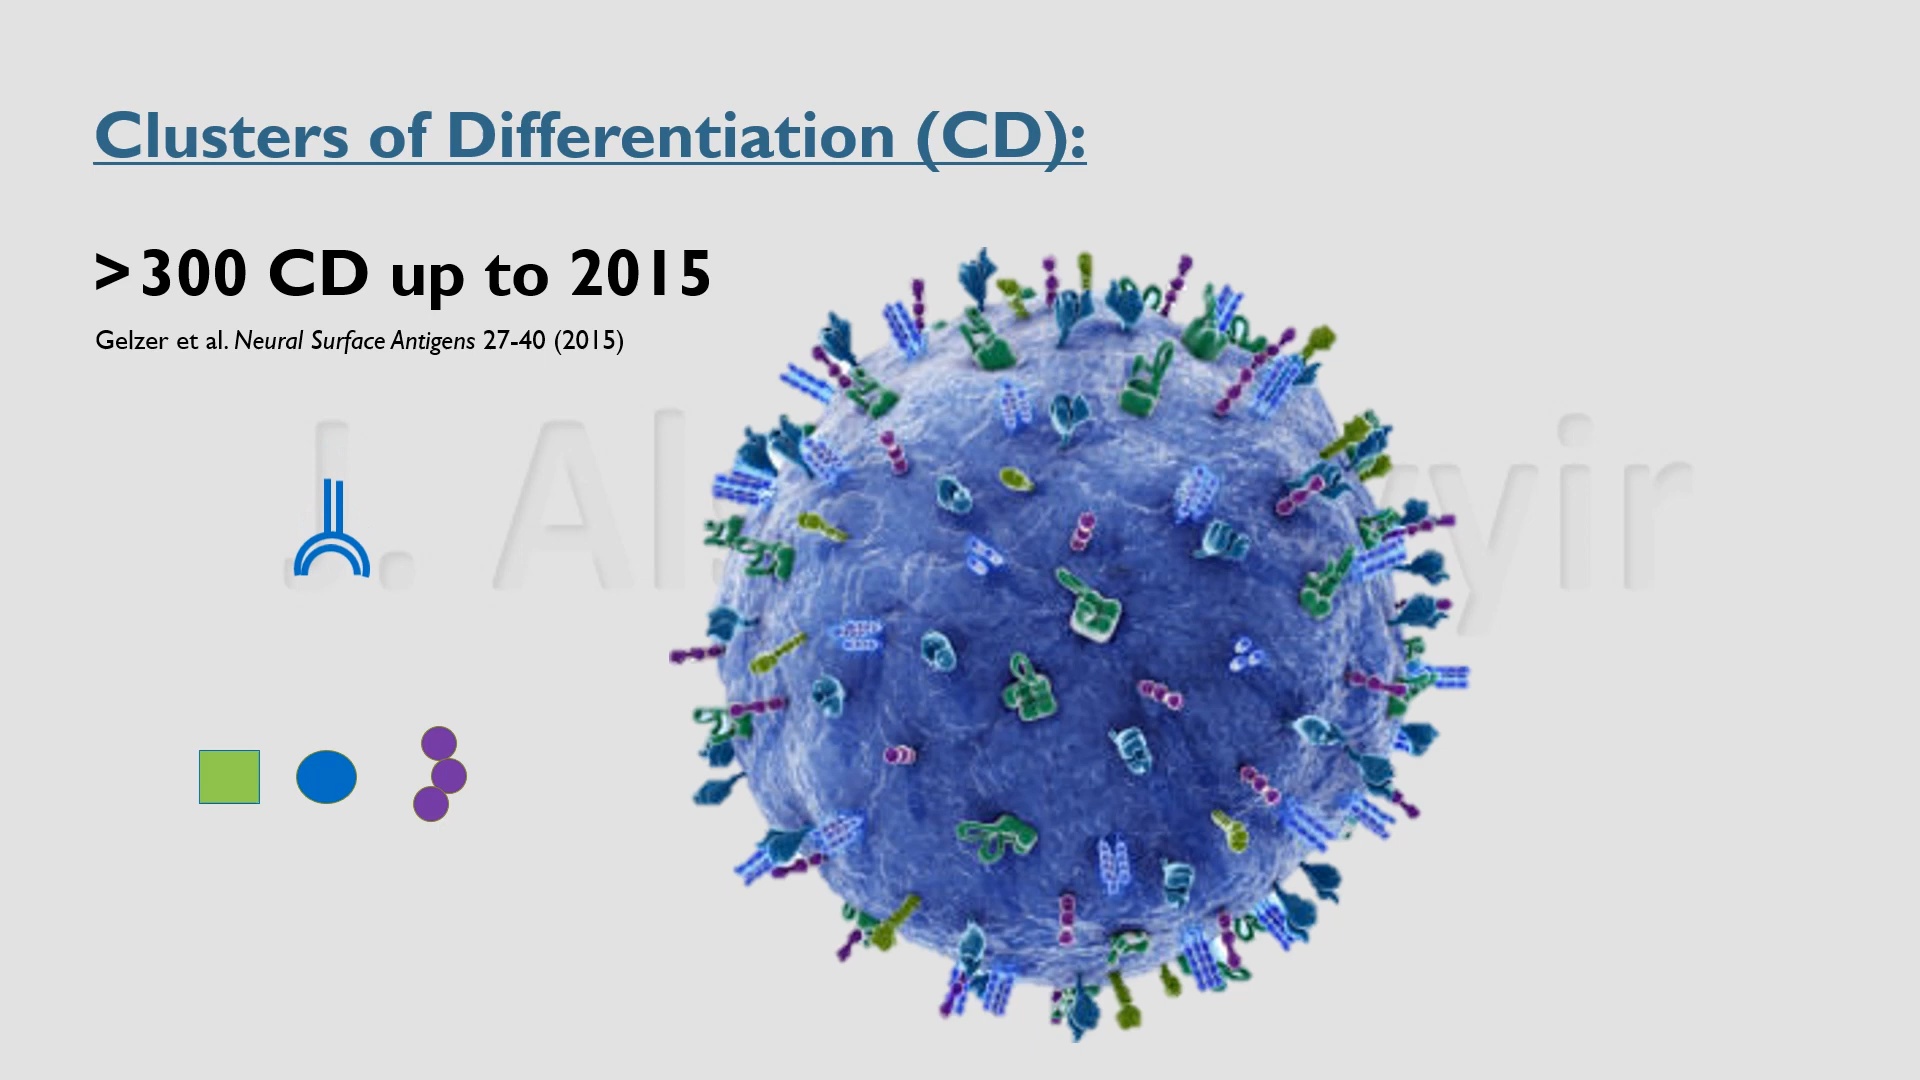 Clusters of Differentiation (CD):
>300 CD up to 2015
Gelzer et al. Neural Surface Antigens 27-40 (2015)
J.